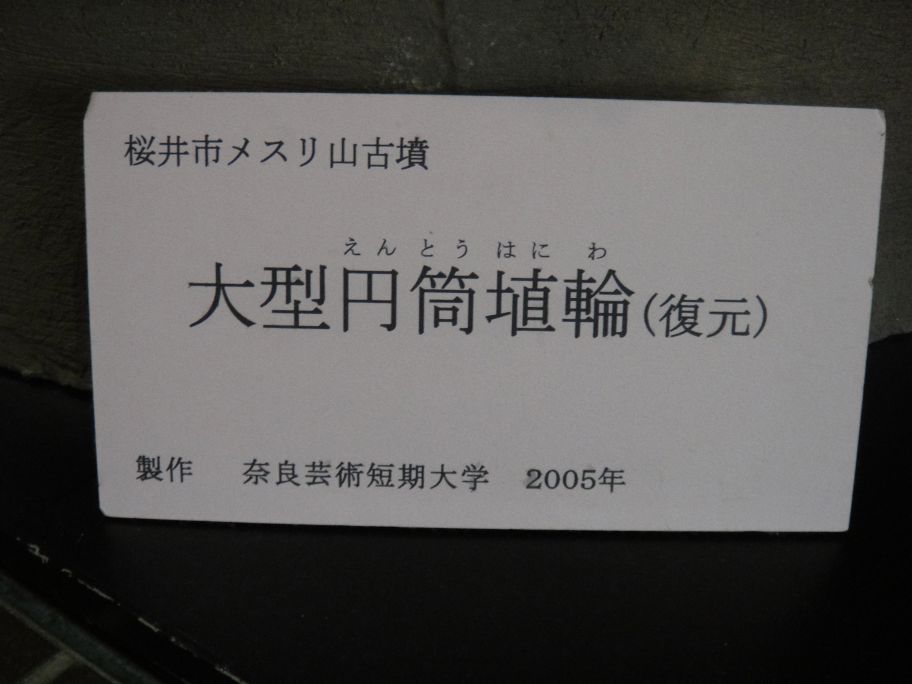 桜井市メスリ山古墳
えんとうはにわ
大型円筒埴輪(復元)
製作 奈良芸術短期大学 2005年